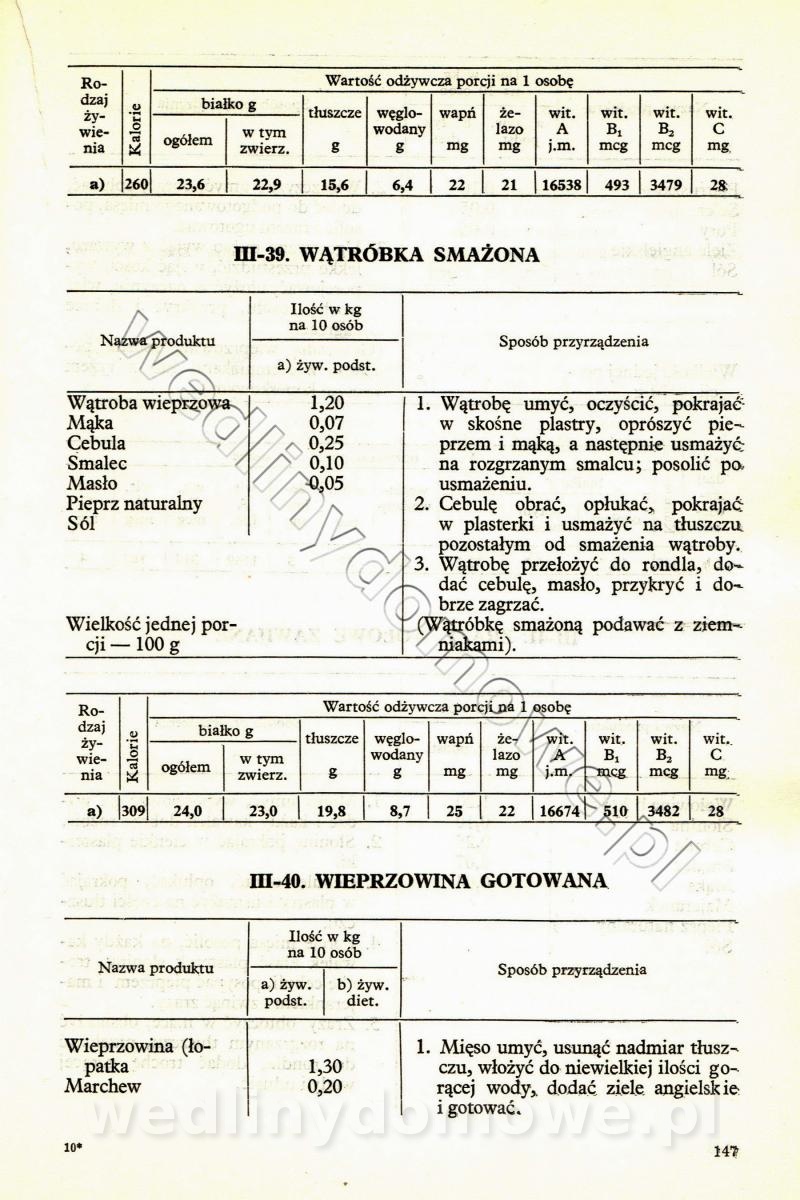 Ro-
dzaj
ży-
wie-
nia
Kalorie
Wartość odżywcza porcji na 1 osobę
białko g
ogółem
w tym
zwierz.
tłuszcze
g
węglo-
wodany
g
wapń
mg
że-
lazo
mg
wit.
A
j.m.
wit.
B₁
mcg
wit.
B₂
mcg
wit.
C
mg
a) 260 23,6 22,9 15,6 6,4 22 21 16538 493 3479 28
III-39. WĄTRÓBKA SMAŻONA
Nazwa produktu
Ilość w kg
na 10 osób
a) żyw. podst.
Sposób przyrządzenia
Wątroba wieprzowa 1,20
Mąka 0,07
Cebula 0,25
Smalec 0,10
Masło 0,05
Pieprz naturalny
Sól
Wielkość jednej por-
cji — 100 g
1. Wątrobę umyć, oczyścić, pokrajać
w skośne plastry, oprószyć pie-
przem i mąką, a następnie usmażyć
na rozgrzanym smalcu; posolić po
usmażeniu.
2. Cebulę obrać, opłukać, pokrajać
w plasterki i usmażyć na tłuszczu
pozostałym od smażenia wątroby.
3. Wątrobę przełożyć do rondla, do-
dać cebulę, masło, przykryć i do-
brze zagrzać.
(Wątróbkę smażoną podawać z ziem-
niakami).
Ro-
dzaj
ży-
wie-
nia
Kalorie
Wartość odżywcza porcji na 1 osobę
białko g
ogółem
w tym
zwierz.
tłuszcze
g
węglo-
wodany
g
wapń
mg
że-
lazo
mg
wit.
A
j.m.
wit.
B₁
mcg
wit.
B₂
mcg
wit.
C
mg
a) 309 24,0 23,0 19,8 8,7 25 22 16674 510 3482 28
III-40. WIEPRZOWINA GOTOWANA
Nazwa produktu
Ilość w kg
na 10 osób
a) żyw.
podst.
b) żyw.
diet.
Sposób przyrządzenia
Wieprzowina (ło-
patka 1,30
Marchew 0,20
1. Mięso umyć, usunąć nadmiar tłusz-
czu, włożyć do niewielkiej ilości go-
rącej wody, dodać ziele angielskie
i gotować.
10*
147
wedlinydomowe.pl
wedlinydomowe.pl